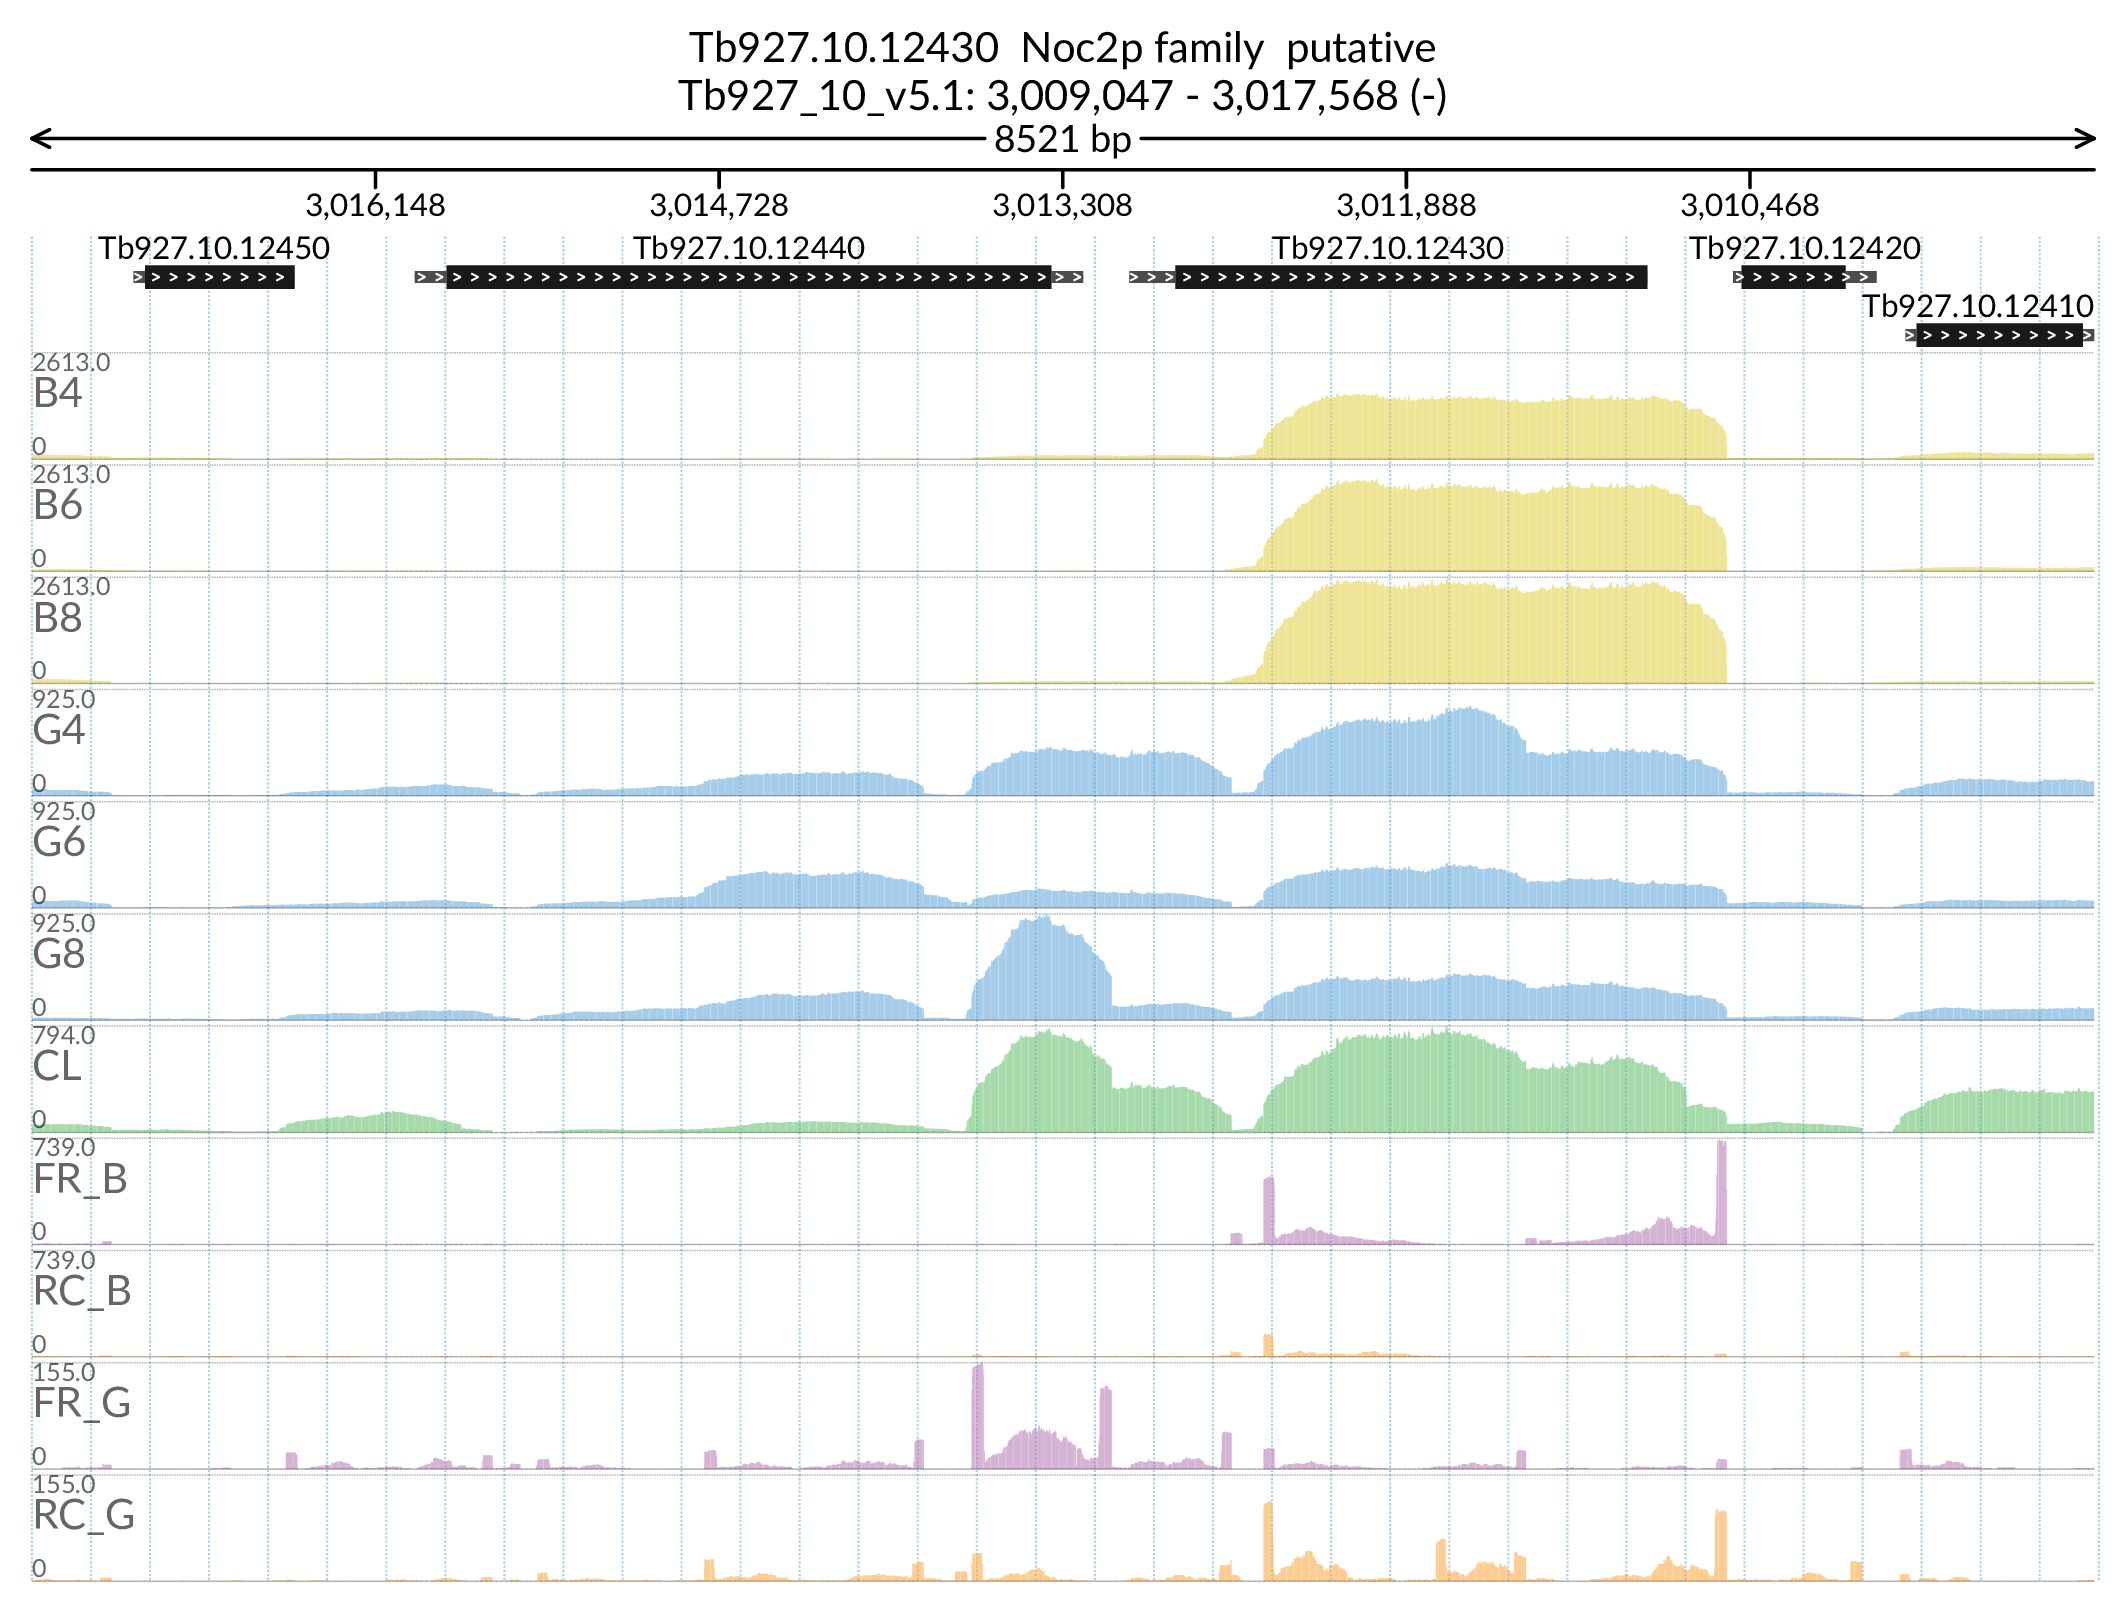 Tb927.10.12430  Noc2p family  putative
Tb927_10_v5.1: 3,009,047 - 3,017,568 (-)
8521 bp
3,016,148 3,014,728 3,013,308 3,011,888 3,010,468
Tb927.10.12450 Tb927.10.12440 Tb927.10.12430 Tb927.10.12420
Tb927.10.12410
2613.0
B4
0
2613.0
B6
0
2613.0
B8
0
925.0
G4
0
925.0
G6
0
925.0
G8
0
794.0
CL
0
739.0
FR_B
0
739.0
RC_B
0
155.0
FR_G
0
155.0
RC_G
0